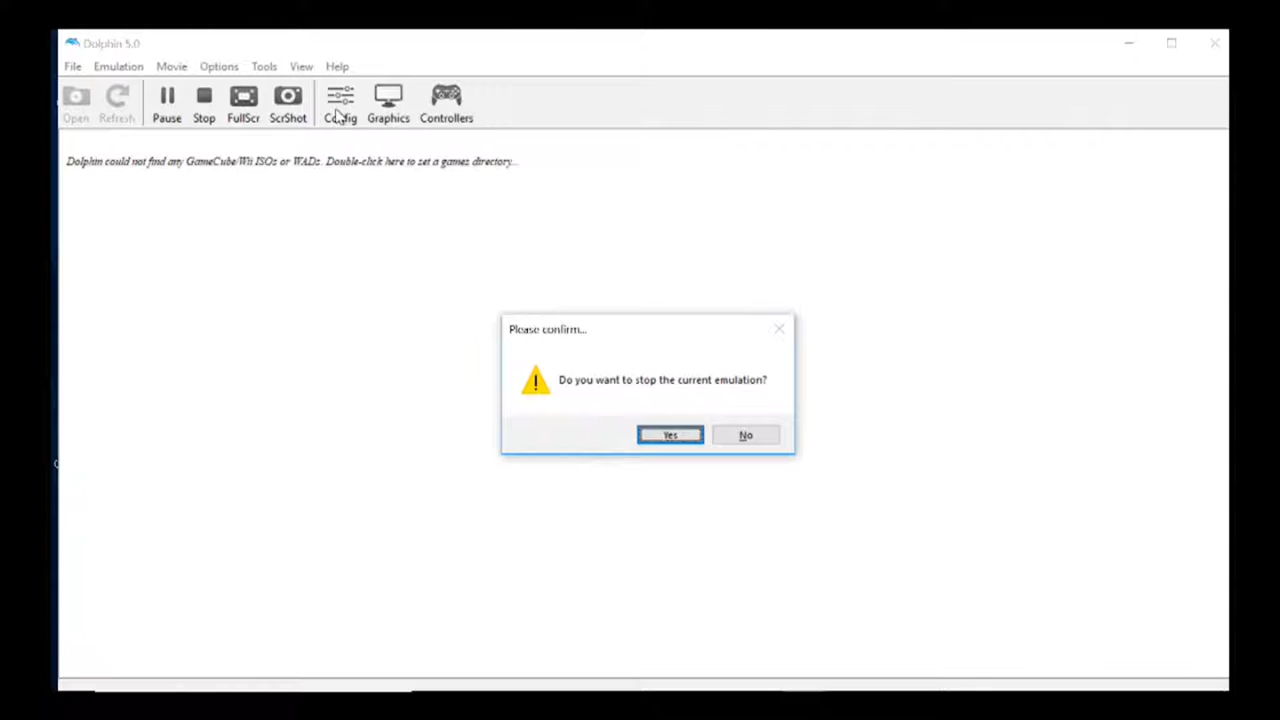 Dolphin 5.0
File Emulation Movie Options Tools View Help
Open Refresh Pause Stop FullScr ScrShot Config Graphics Controllers
Dolphin could not find any GameCube/Wii ISOs or WADs. Double-click here to set a games directory...
Please confirm...
Do you want to stop the current emulation?
Yes No